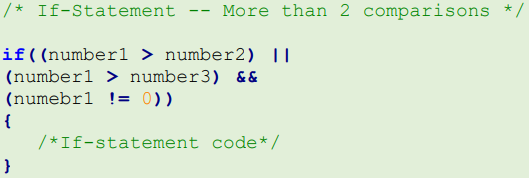 /* If-Statement -- More than 2 comparisons */
if((number1 > number2) ||
(number1 > number3) &&
(numebr1 != 0))
{
/*If-statement code*/
}